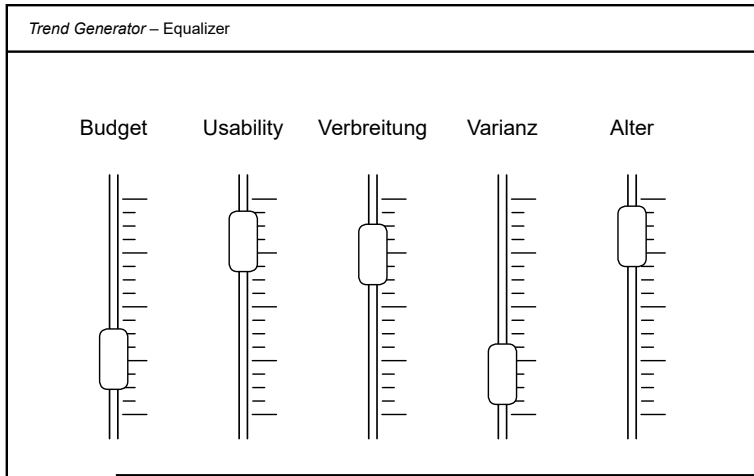 Trend Generator – Equalizer
Budget Usability Verbreitung Varianz Alter